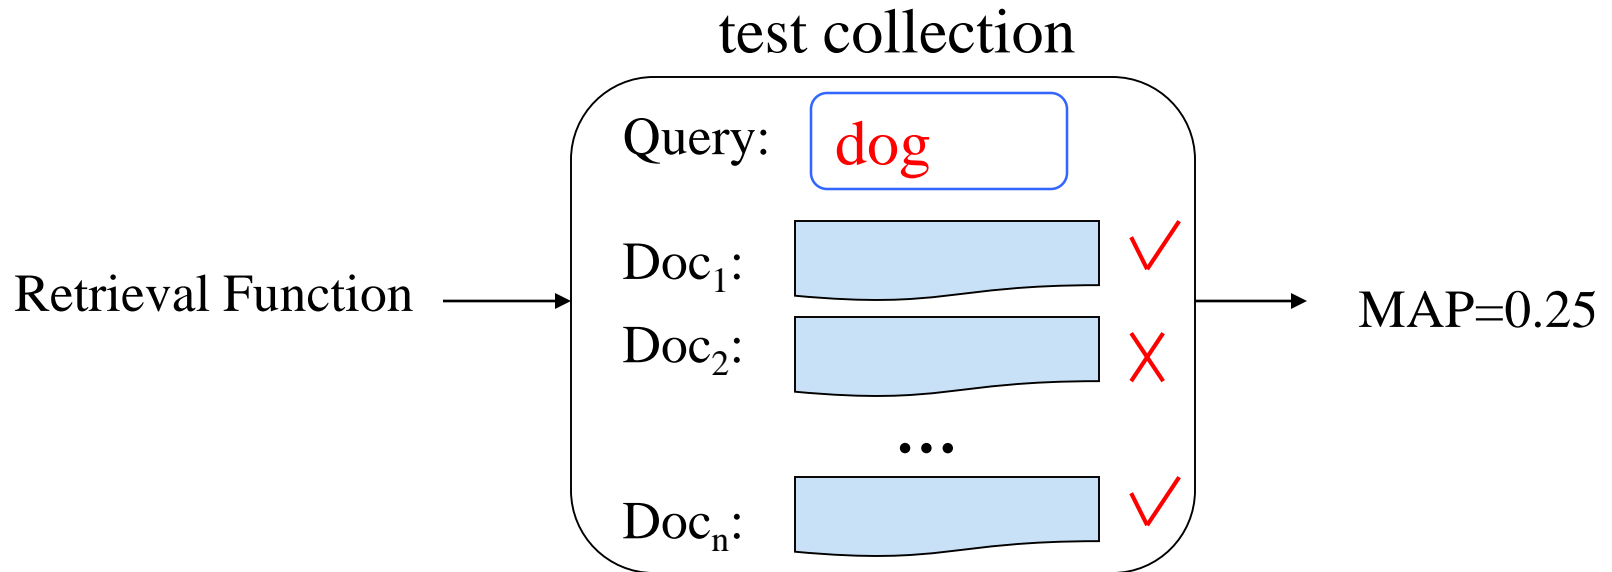 test collection
Query: dog
Doc1:
Retrieval Function
MAP=0.25
Doc2:
...
Docn: